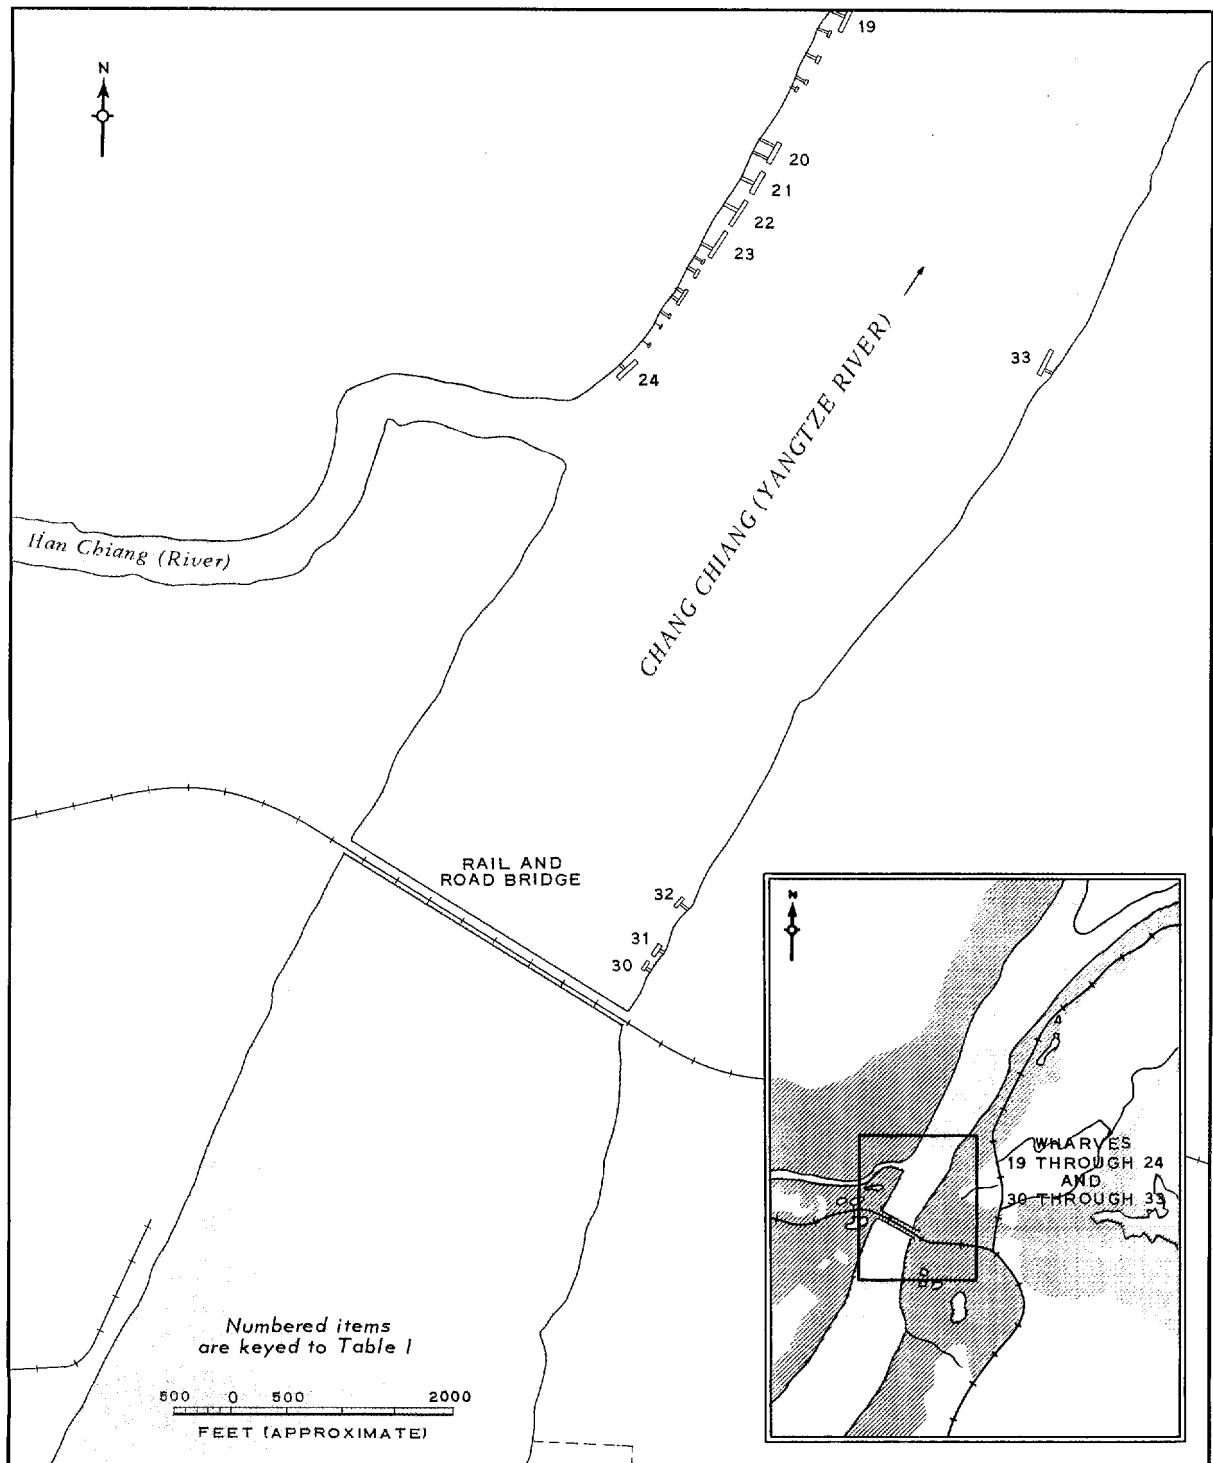 19
N
20
21
22
23
33
24
CHANG CHIANG (YANGTZE RIVER)
Han Chiang (River)
RAIL AND
ROAD BRIDGE
32
31
30
N
WHARVES
19 THROUGH 24
AND
30 THROUGH 33
Numbered items
are keyed to Table 1
500 0 500 2000
FEET (APPROXIMATE)